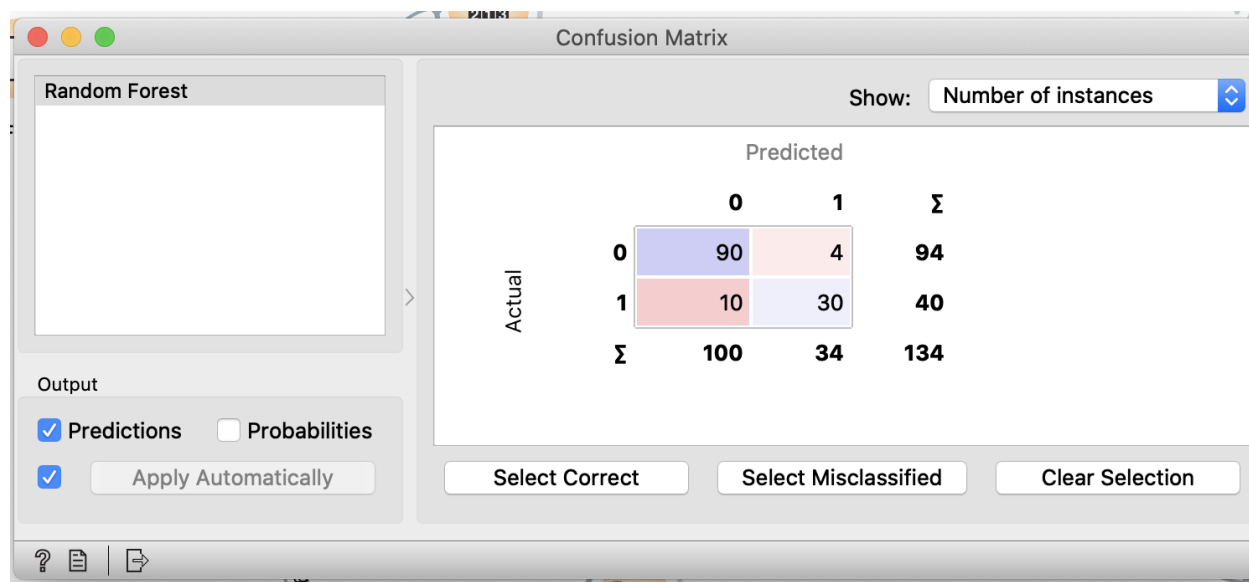 Confusion Matrix
Random Forest
Show: Number of instances
Predicted
0 1 Σ
0 90 4 94
Actual
1 10 30 40
Σ 100 34 134
Output
Predictions Probabilities
Apply Automatically
Select Correct Select Misclassified Clear Selection
?